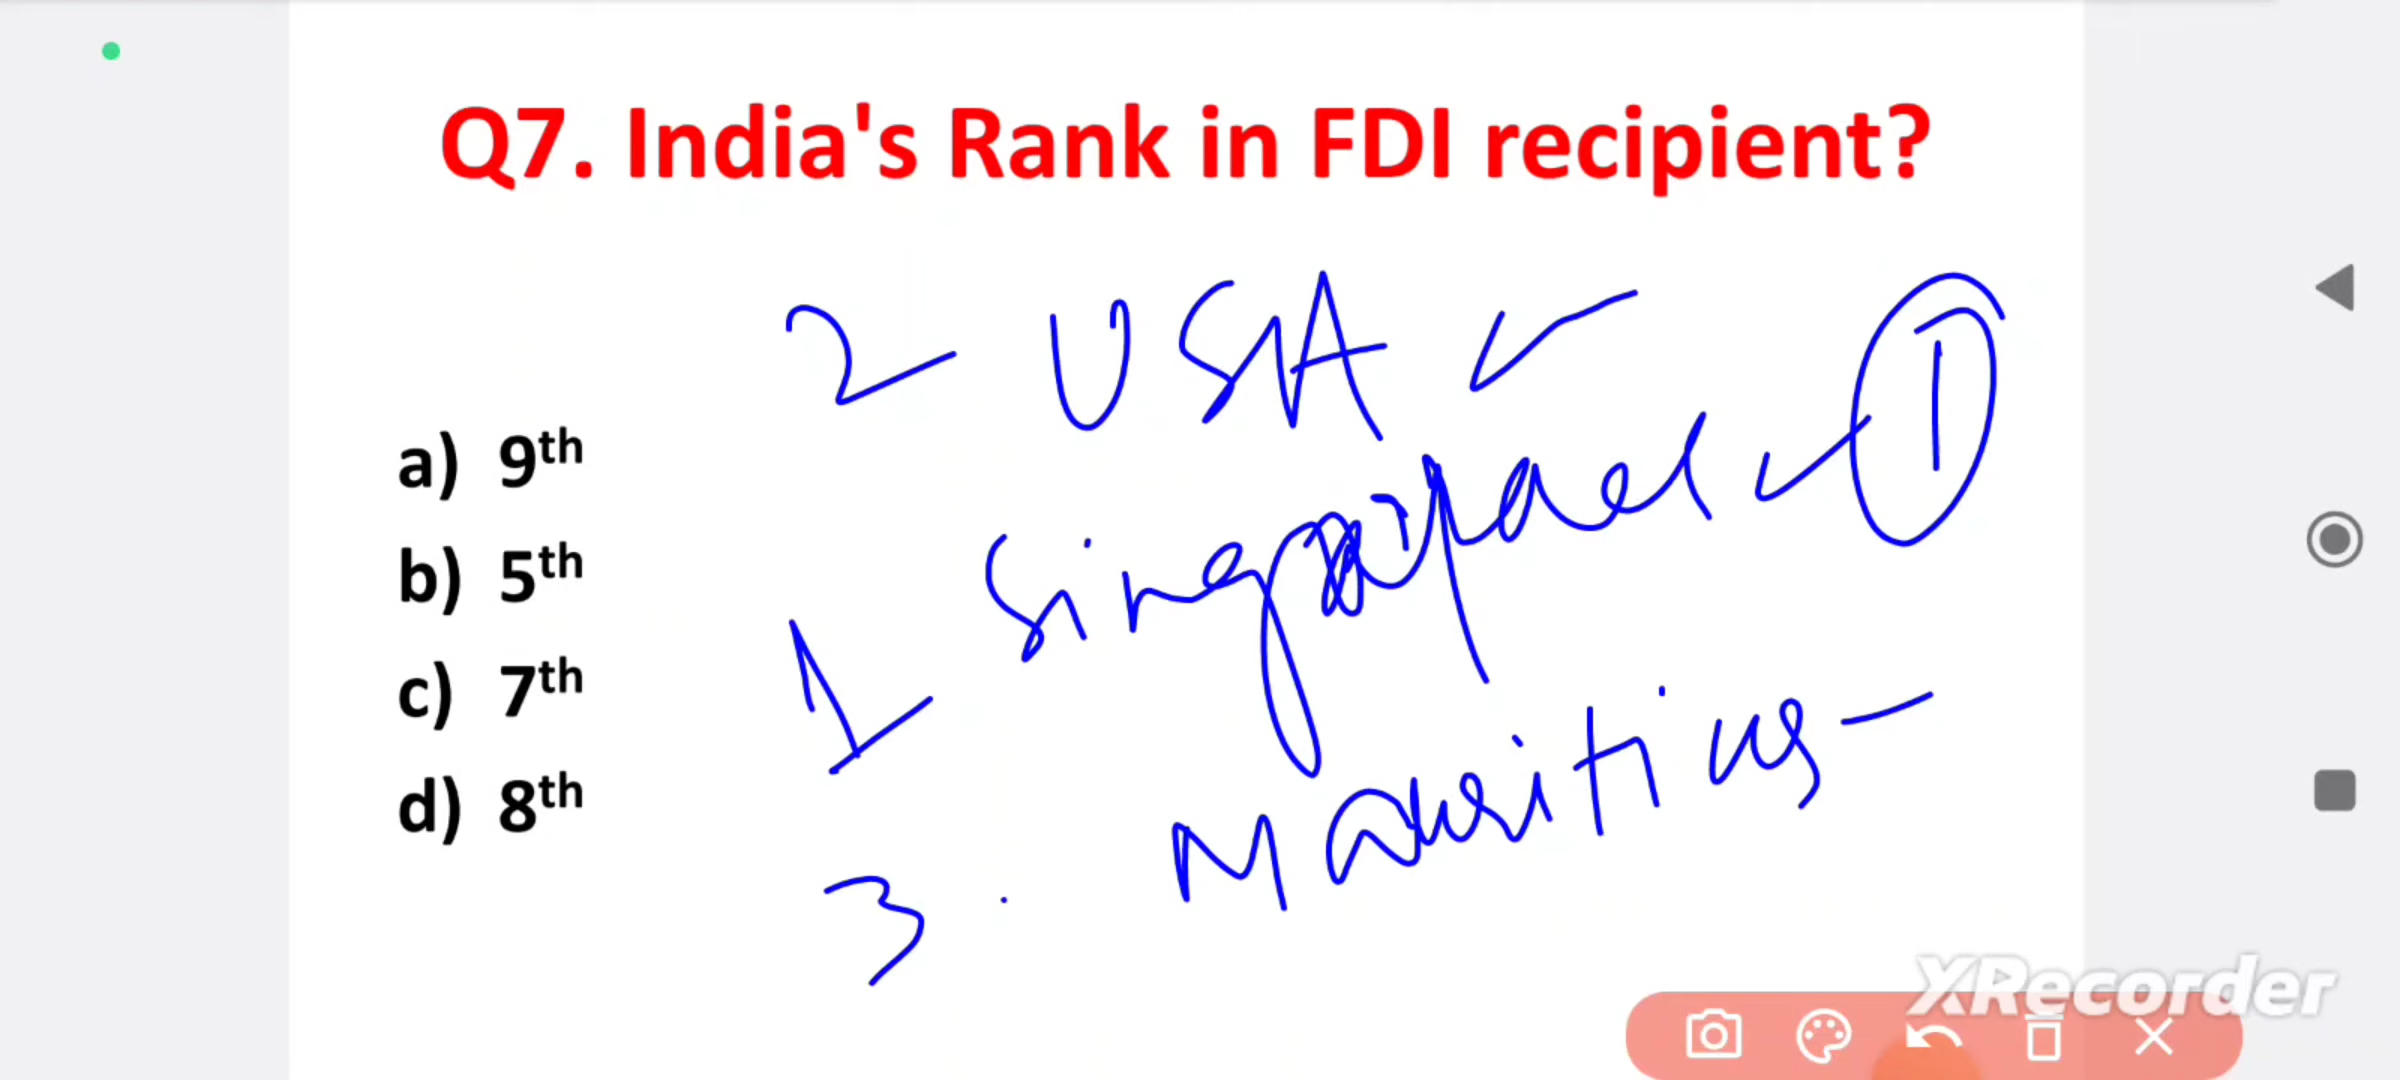 Q7. India's Rank in FDI recipient?
2 USA
a) 9th
b) 5th
1 Singapore 1
c) 7th
d) 8th
3. Mauritius -
XRecorder